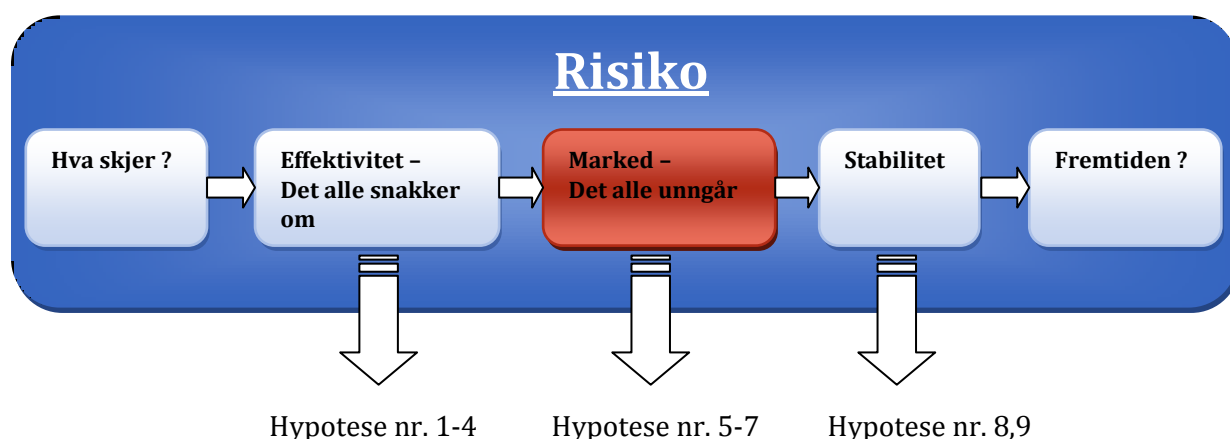 Risiko
Hva skjer ?
Effektivitet –
Det alle snakker
om
Marked –
Det alle unngår
Stabilitet
Fremtiden ?
Hypotese nr. 1-4
Hypotese nr. 5-7
Hypotese nr. 8,9